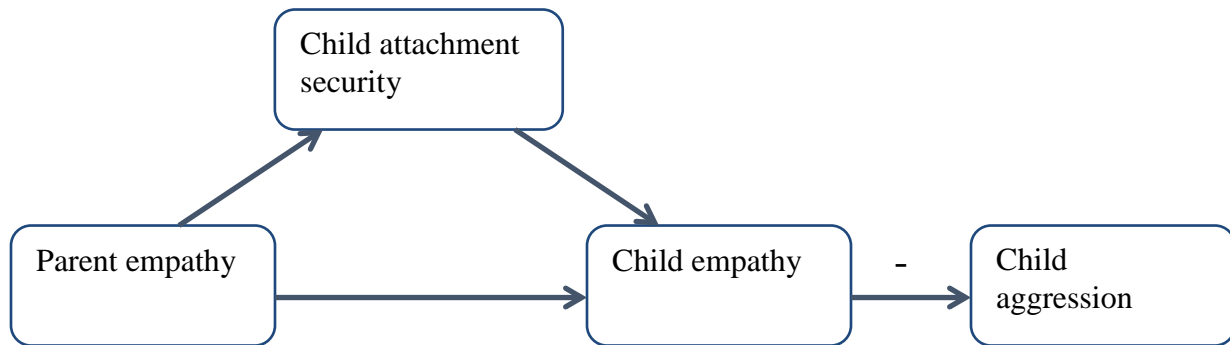 Child attachment
security
Parent empathy
Child empathy
-
Child
aggression